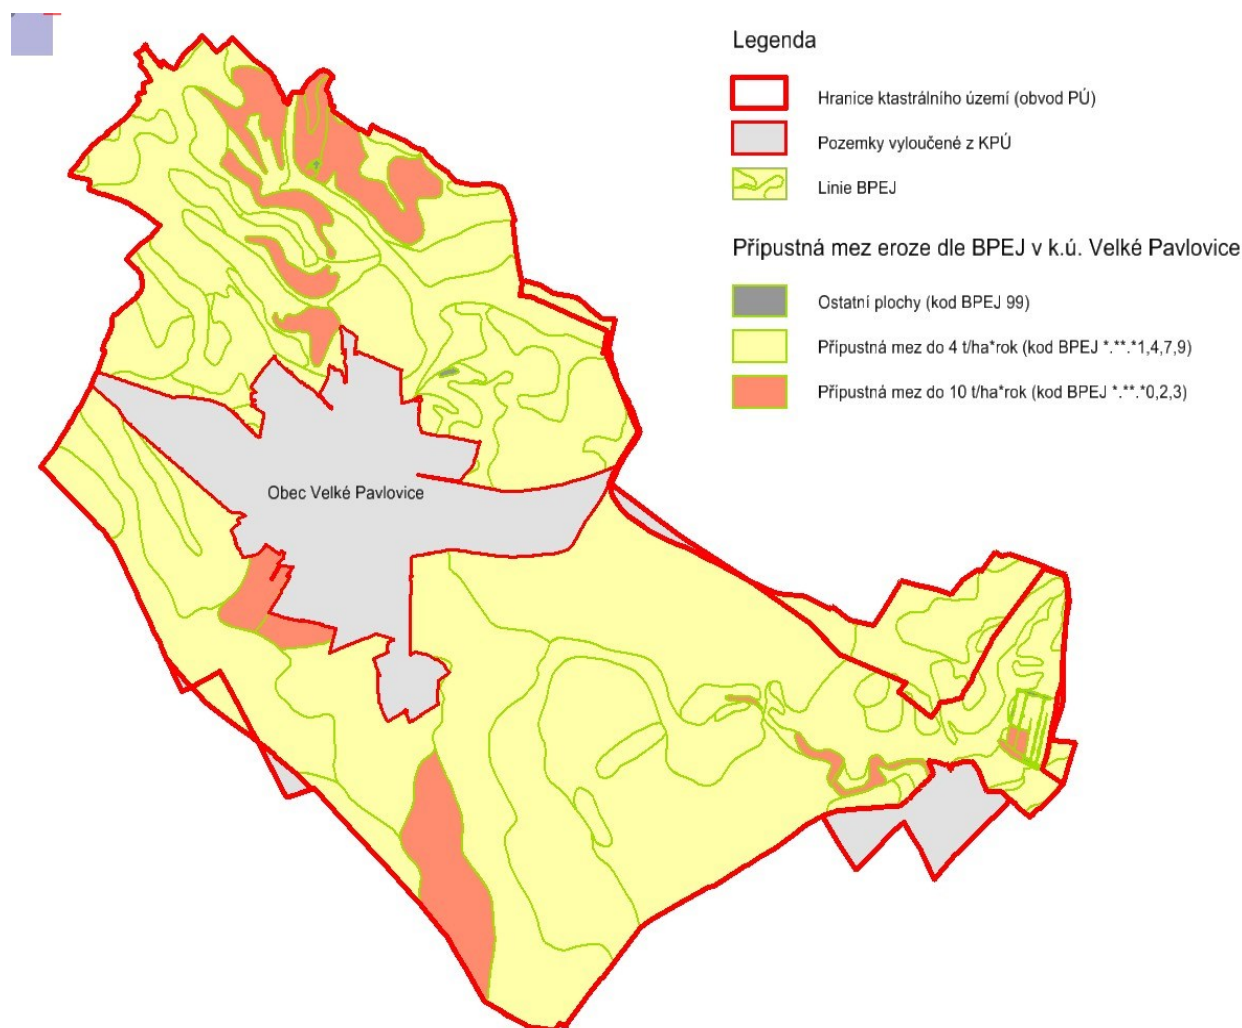 Legenda
Hranice ktastrálního území (obvod PÚ)
Pozemky vyloučené z KPÚ
Linie BPEJ
Přípustná mez eroze dle BPEJ v k.ú. Velké Pavlovice
Ostatní plochy (kod BPEJ 99)
Přípustná mez do 4 t/ha*rok (kod BPEJ *.**.*1,4,7,9)
Přípustná mez do 10 t/ha*rok (kod BPEJ *.**.*0,2,3)
Obec Velké Pavlovice